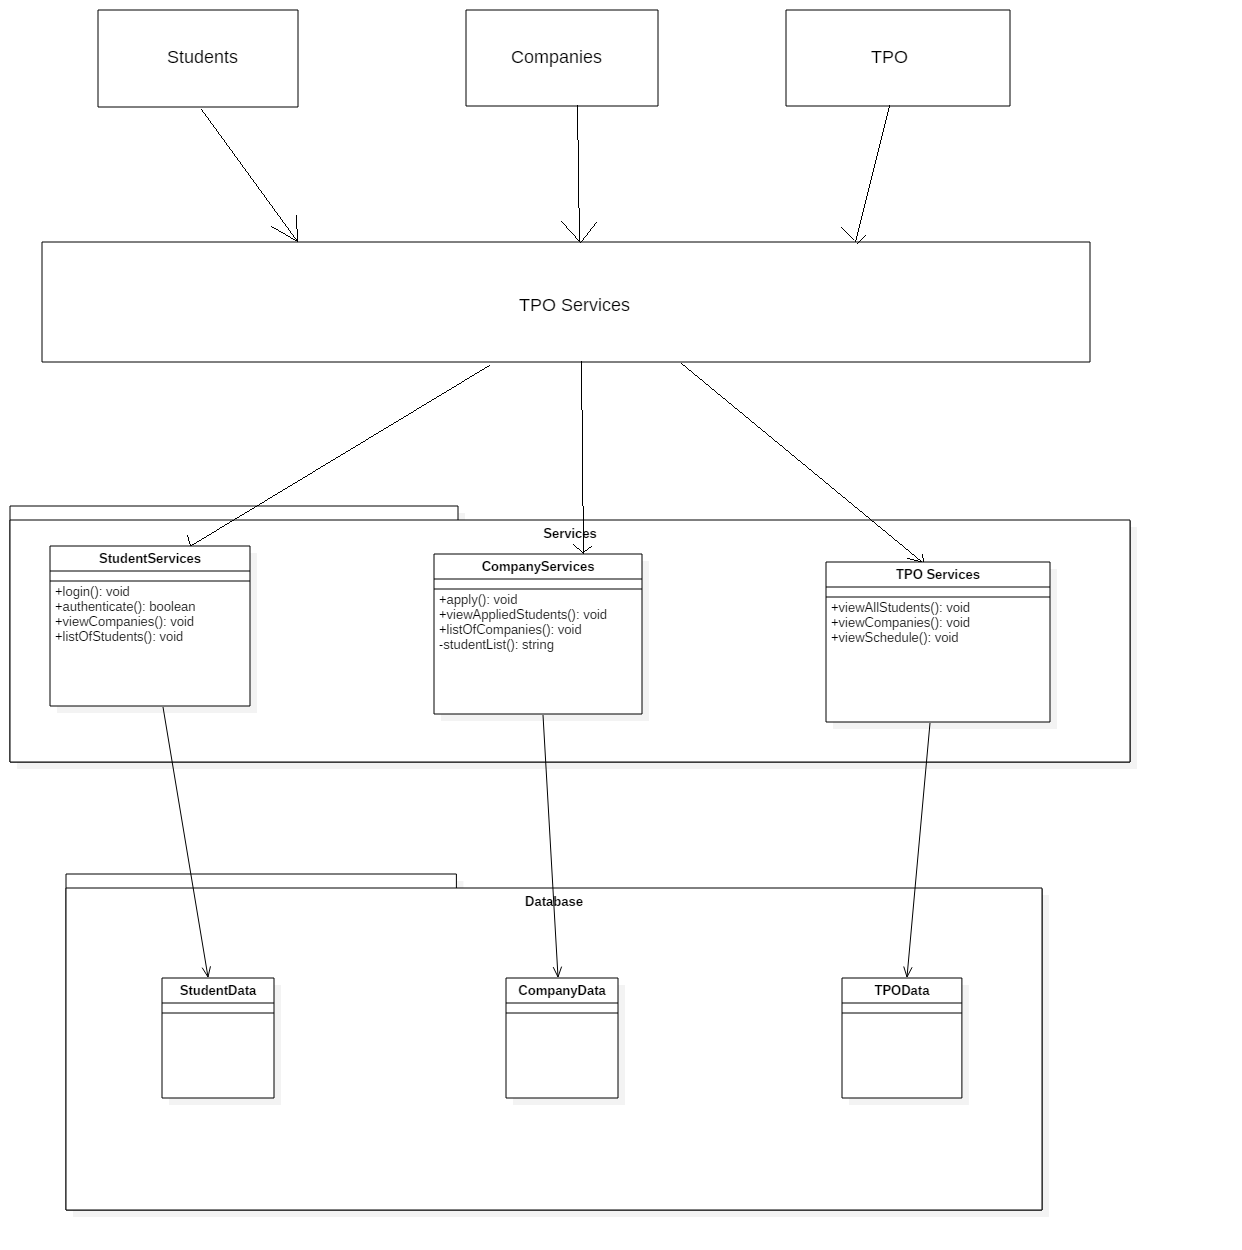 Students
Companies
TPO
TPO Services
Services
StudentServices
+login(): void
+authenticate(): boolean
+viewCompanies(): void
+listOfStudents(): void
CompanyServices
+apply(): void
+viewAppliedStudents(): void
+listOfCompanies(): void
-studentList(): string
TPO Services
+viewAllStudents(): void
+viewCompanies(): void
+viewSchedule(): void
Database
StudentData
CompanyData
TPOData